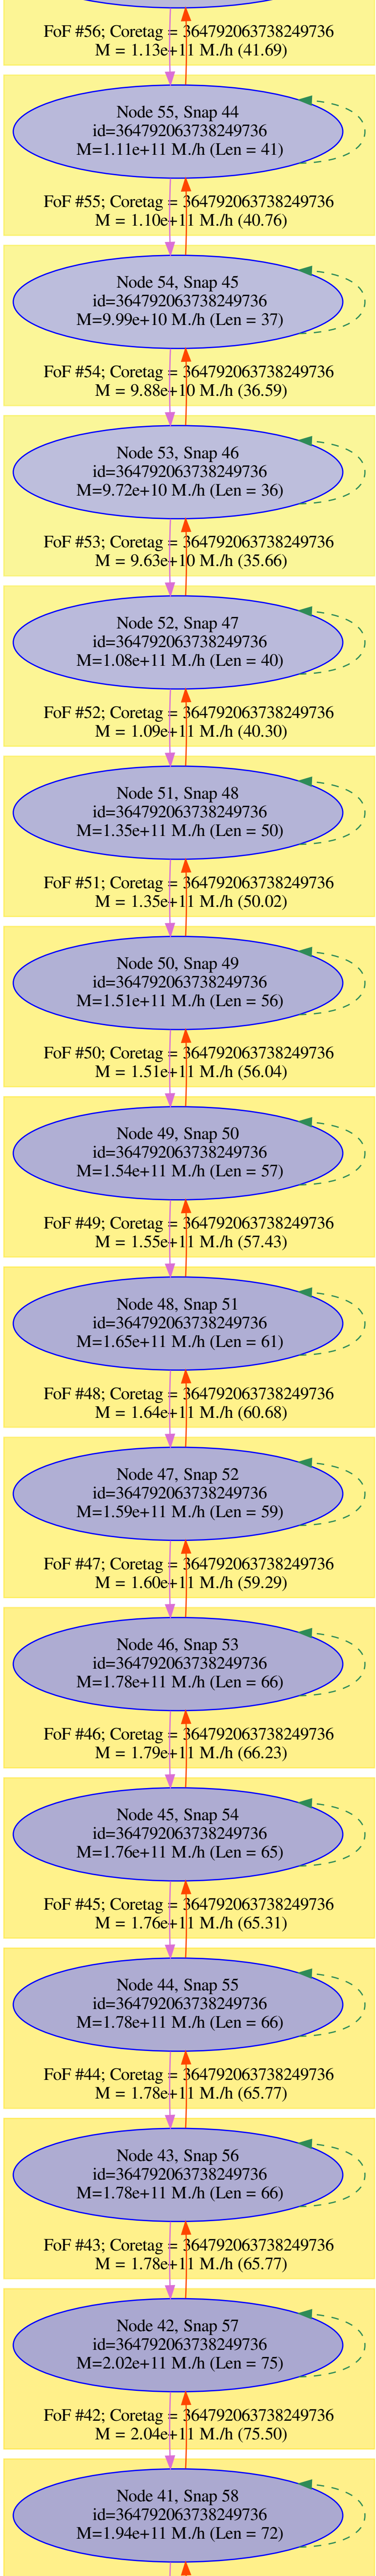 FoF #56; Coretag = 364792063738249736
M = 1.13e+11 M./h (41.69)
Node 55, Snap 44
id=364792063738249736
M=1.11e+11 M./h (Len = 41)
FoF #55; Coretag = 364792063738249736
M = 1.10e+11 M./h (40.76)
Node 54, Snap 45
id=364792063738249736
M=9.99e+10 M./h (Len = 37)
FoF #54; Coretag = 364792063738249736
M = 9.88e+10 M./h (36.59)
Node 53, Snap 46
id=364792063738249736
M=9.72e+10 M./h (Len = 36)
FoF #53; Coretag = 364792063738249736
M = 9.63e+10 M./h (35.66)
Node 52, Snap 47
id=364792063738249736
M=1.08e+11 M./h (Len = 40)
FoF #52; Coretag = 364792063738249736
M = 1.09e+11 M./h (40.30)
Node 51, Snap 48
id=364792063738249736
M=1.35e+11 M./h (Len = 50)
FoF #51; Coretag = 364792063738249736
M = 1.35e+11 M./h (50.02)
Node 50, Snap 49
id=364792063738249736
M=1.51e+11 M./h (Len = 56)
FoF #50; Coretag = 364792063738249736
M = 1.51e+11 M./h (56.04)
Node 49, Snap 50
id=364792063738249736
M=1.54e+11 M./h (Len = 57)
FoF #49; Coretag = 364792063738249736
M = 1.55e+11 M./h (57.43)
Node 48, Snap 51
id=364792063738249736
M=1.65e+11 M./h (Len = 61)
FoF #48; Coretag = 364792063738249736
M = 1.64e+11 M./h (60.68)
Node 47, Snap 52
id=364792063738249736
M=1.59e+11 M./h (Len = 59)
FoF #47; Coretag = 364792063738249736
M = 1.60e+11 M./h (59.29)
Node 46, Snap 53
id=364792063738249736
M=1.78e+11 M./h (Len = 66)
FoF #46; Coretag = 364792063738249736
M = 1.79e+11 M./h (66.23)
Node 45, Snap 54
id=364792063738249736
M=1.76e+11 M./h (Len = 65)
FoF #45; Coretag = 364792063738249736
M = 1.76e+11 M./h (65.31)
Node 44, Snap 55
id=364792063738249736
M=1.78e+11 M./h (Len = 66)
FoF #44; Coretag = 364792063738249736
M = 1.78e+11 M./h (65.77)
Node 43, Snap 56
id=364792063738249736
M=1.78e+11 M./h (Len = 66)
FoF #43; Coretag = 364792063738249736
M = 1.78e+11 M./h (65.77)
Node 42, Snap 57
id=364792063738249736
M=2.02e+11 M./h (Len = 75)
FoF #42; Coretag = 364792063738249736
M = 2.04e+11 M./h (75.50)
Node 41, Snap 58
id=364792063738249736
M=1.94e+11 M./h (Len = 72)